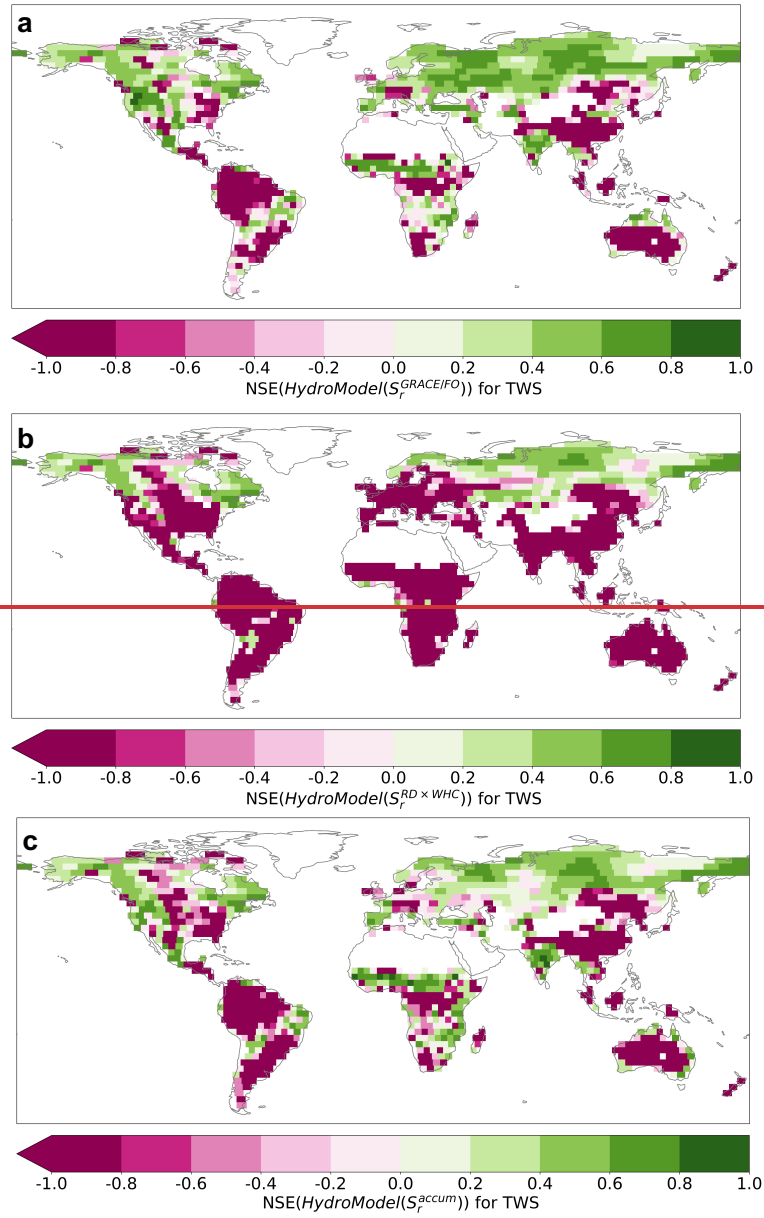 a
-1.0 -0.8 -0.6 -0.4 -0.2 0.0 0.2 0.4 0.6 0.8 1.0
NSE(HydroModel(S_r^{GRACE/FO})) for TWS
b
-1.0 -0.8 -0.6 -0.4 -0.2 0.0 0.2 0.4 0.6 0.8 1.0
NSE(HydroModel(S_r^{RD × WHC})) for TWS
c
-1.0 -0.8 -0.6 -0.4 -0.2 0.0 0.2 0.4 0.6 0.8 1.0
NSE(HydroModel(S_r^{accum})) for TWS